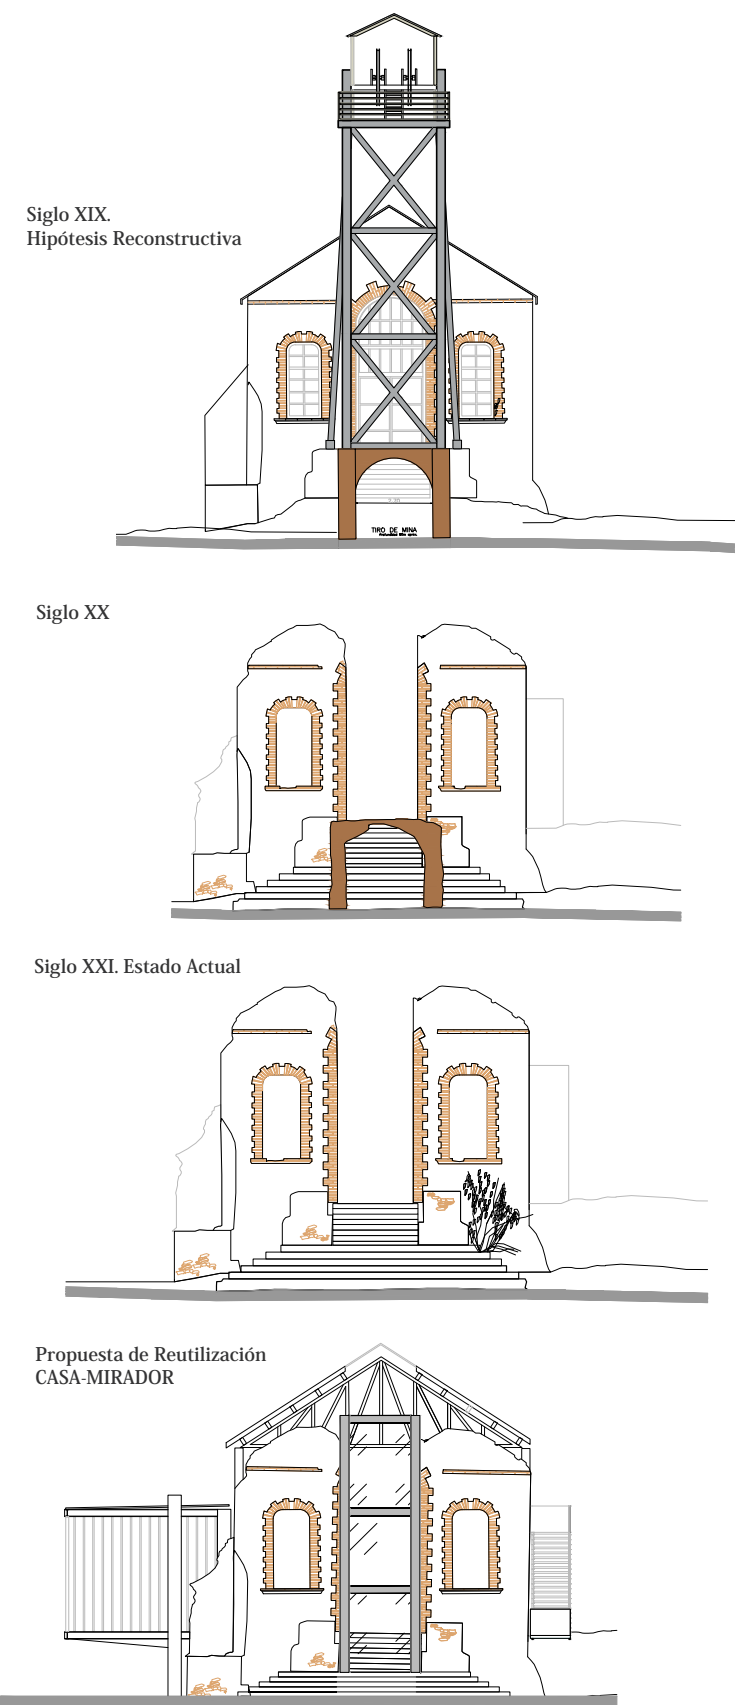 Siglo XIX.
Hipótesis Reconstructiva
TIRO DE MINA
Siglo XX
Siglo XXI. Estado Actual
Propuesta de Reutilización
CASA-MIRADOR